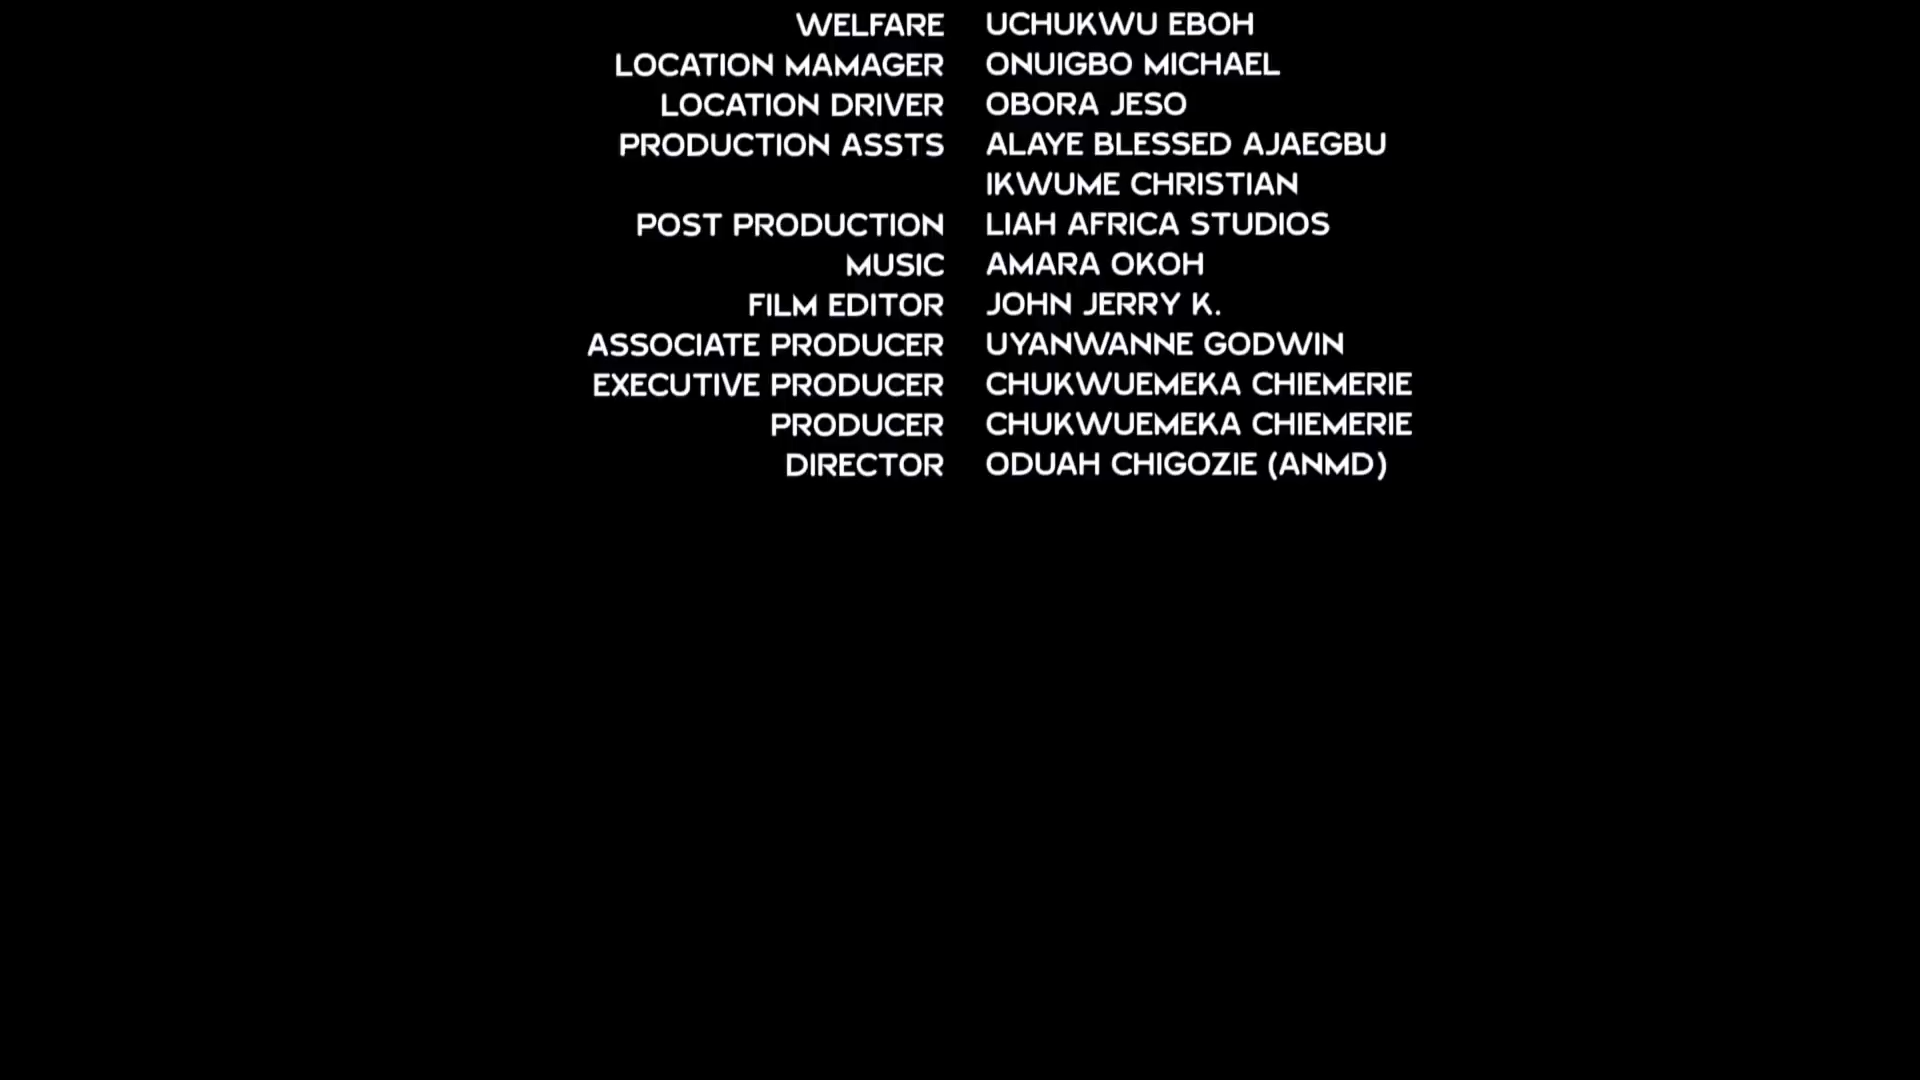 WELFARE UCHUKWU EBOH
LOCATION MAMAGER ONUIGBO MICHAEL
LOCATION DRIVER OBORA JESO
PRODUCTION ASSTS ALAYE BLESSED AJAEGBU
IKWUME CHRISTIAN
POST PRODUCTION LIAH AFRICA STUDIOS
MUSIC AMARA OKOH
FILM EDITOR JOHN JERRY K.
ASSOCIATE PRODUCER UYANWANNE GODWIN
EXECUTIVE PRODUCER CHUKWUEMEKA CHIEMERIE
PRODUCER CHUKWUEMEKA CHIEMERIE
DIRECTOR ODUAH CHIGOZIE (ANMD)